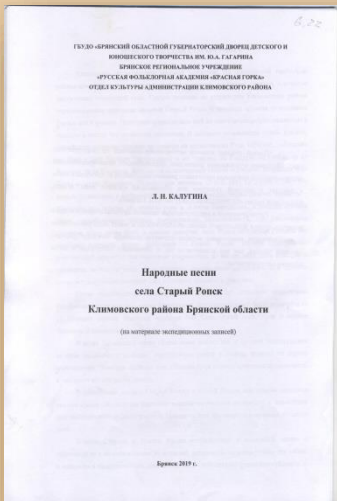 ГБУДО «БРЯНСКИЙ ОБЛАСТНОЙ ГУБЕРНАТОРСКИЙ ДВОРЕЦ ДЕТСКОГО И
ЮНОШЕСКОГО ТВОРЧЕСТВА ИМ. Ю.А. ГАГАРИНА
БРЯНСКОЕ РЕГИОНАЛЬНОЕ УЧРЕЖДЕНИЕ
«РУССКАЯ ФОЛЬКЛОРНАЯ АКАДЕМИЯ «КРАСНАЯ ГОРКА»
ОТДЕЛ КУЛЬТУРЫ АДМИНИСТРАЦИИ КЛИМОВСКОГО РАЙОНА
Л. И. КАЛУГИНА
Народные песни
села Старый Ропск
Климовского района Брянской области
(на материале экспедиционных записей)
Брянск 2019 г.